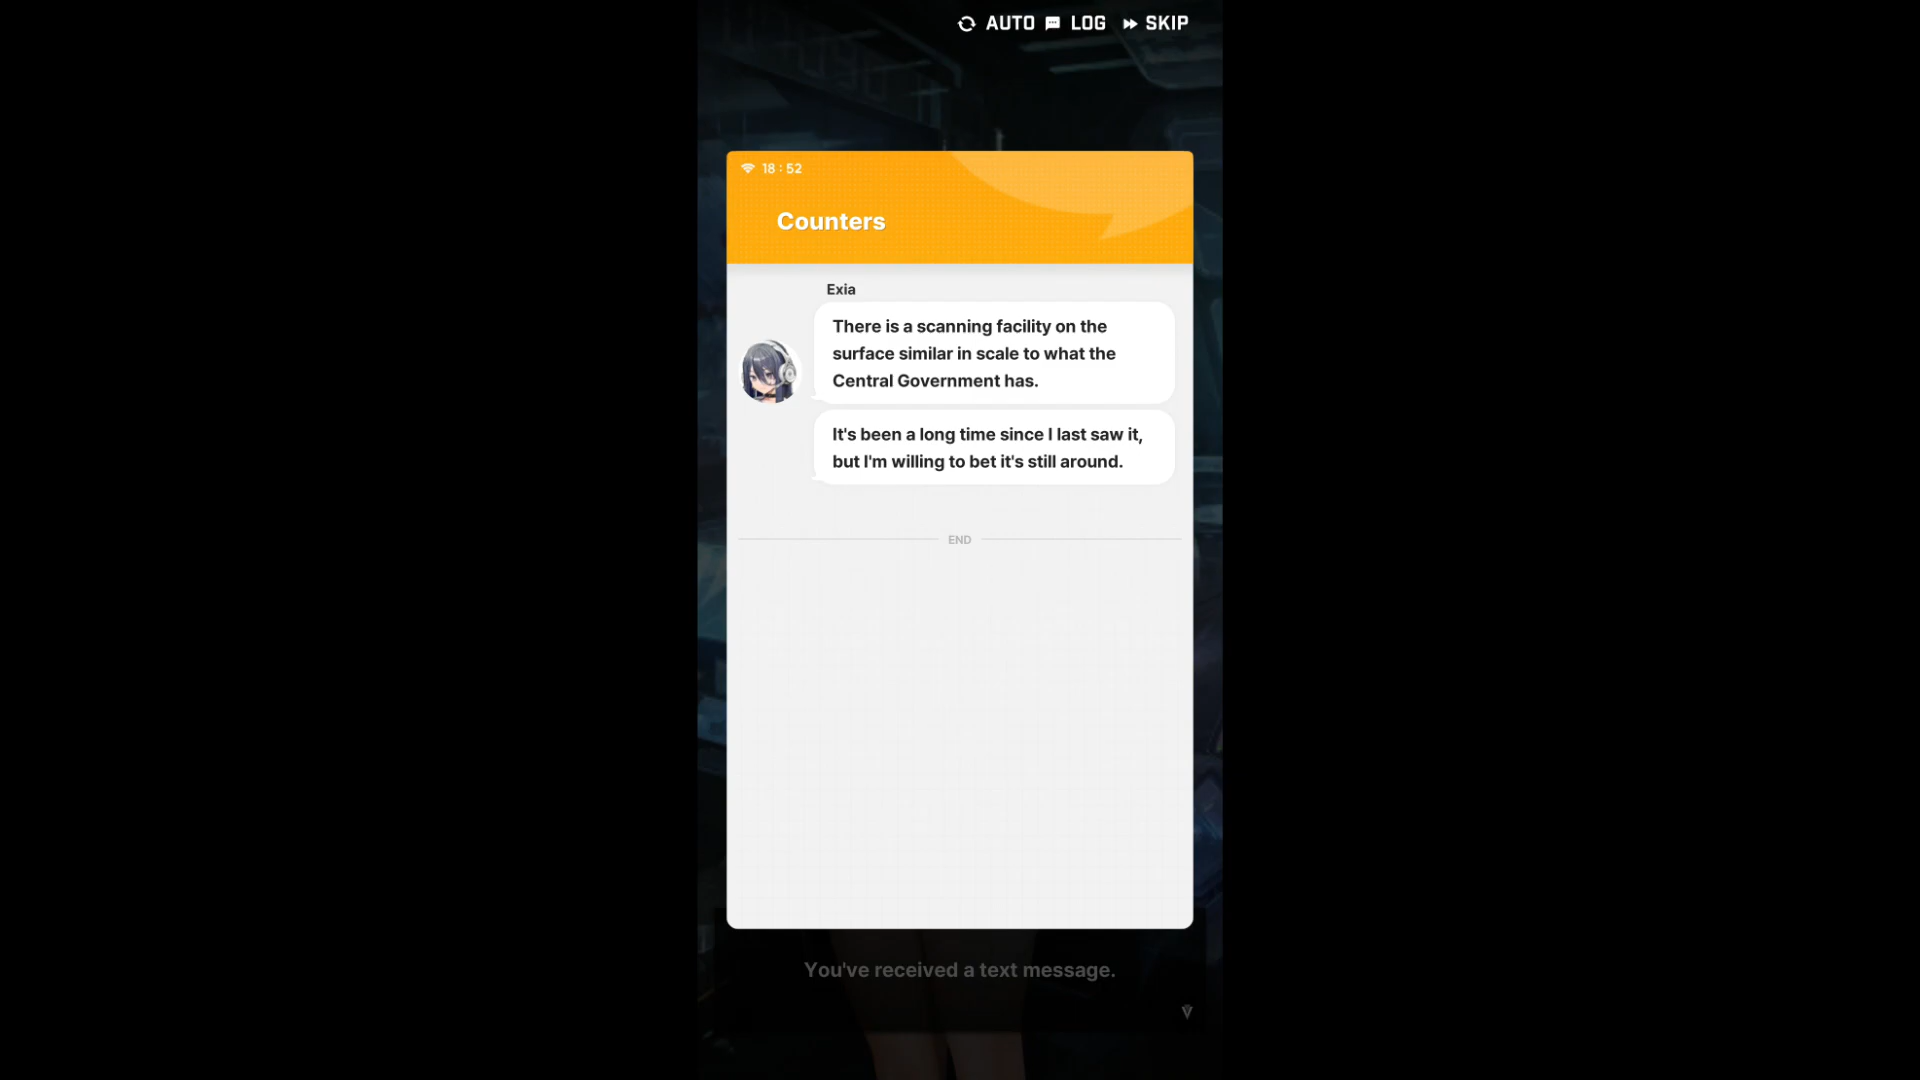 AUTO LOG SKIP
18 : 52
Counters
Exia
There is a scanning facility on the
surface similar in scale to what the
Central Government has.
It's been a long time since I last saw it,
but I'm willing to bet it's still around.
END
You've received a text message.